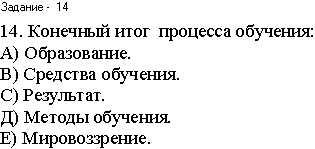 Задание - 14
14. Конечный итог процесса обучения:
А) Образование.
В) Средства обучения.
С) Результат.
Д) Методы обучения.
Е) Мировоззрение.